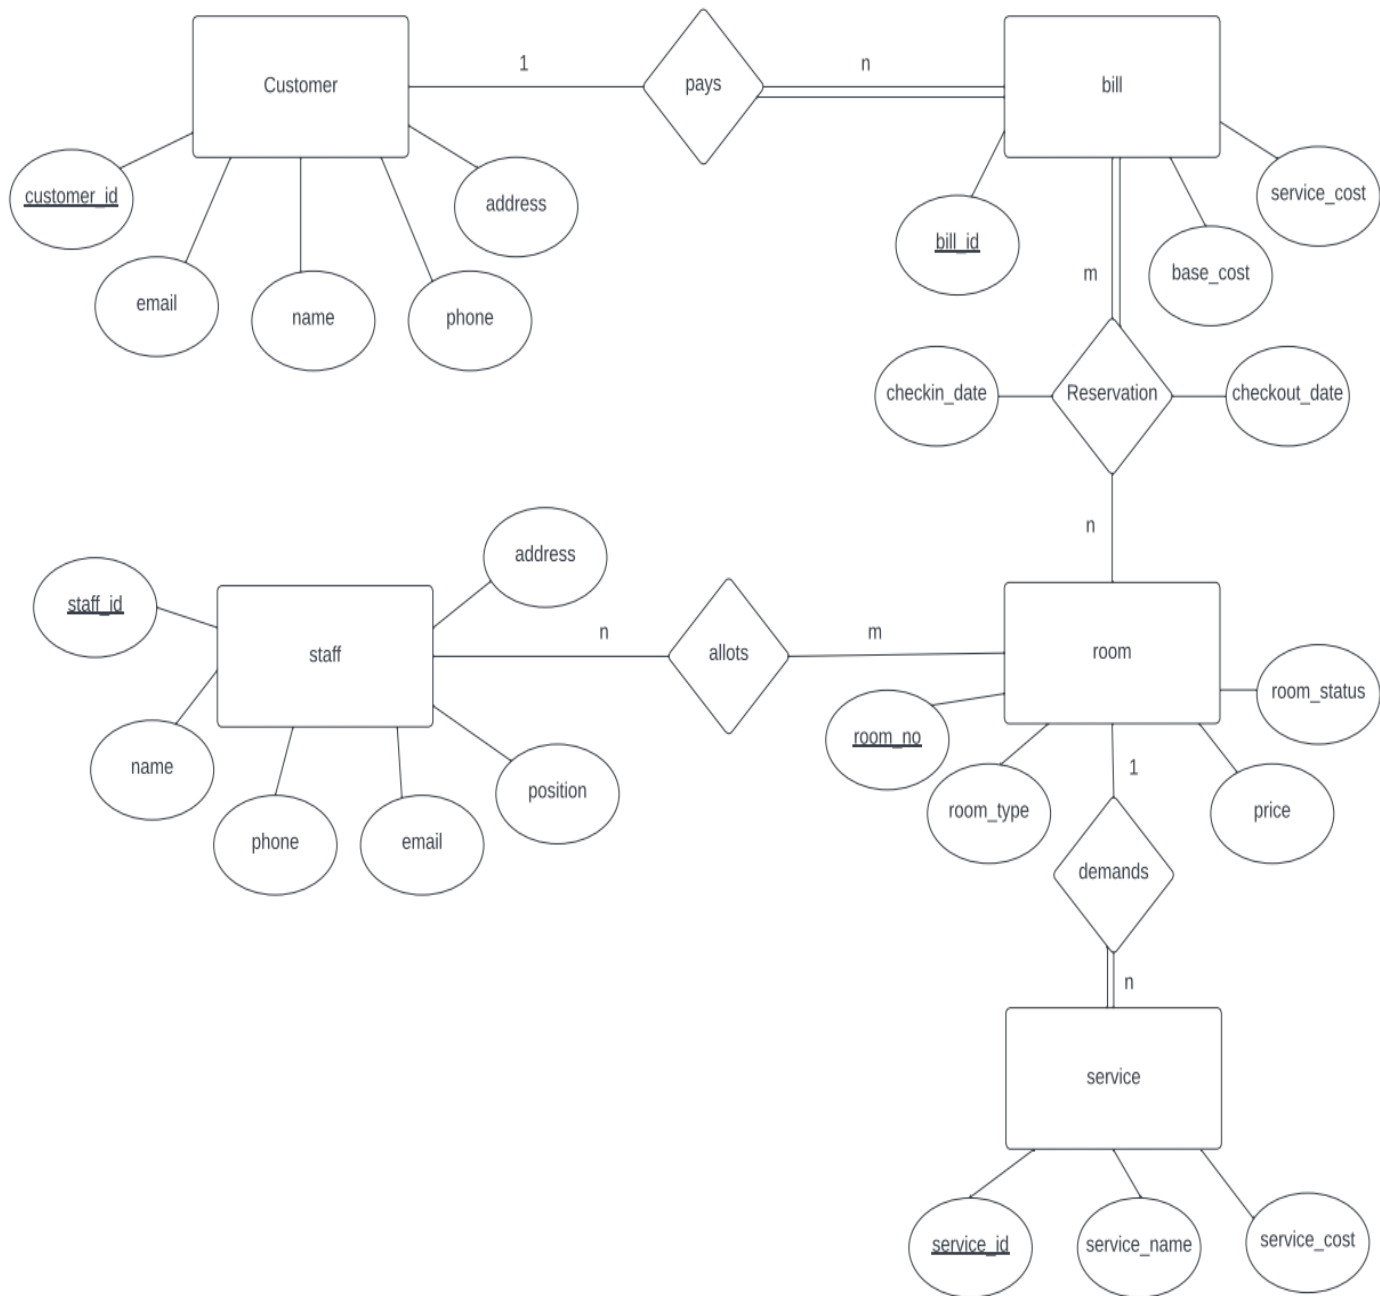 Customer
1
pays
n
bill
customer_id
email
name
phone
address
bill_id
base_cost
service_cost
m
checkin_date
Reservation
checkout_date
n
staff_id
staff
address
n
allots
m
room
room_status
name
phone
email
position
room_no
room_type
1
price
demands
n
service
service_id
service_name
service_cost